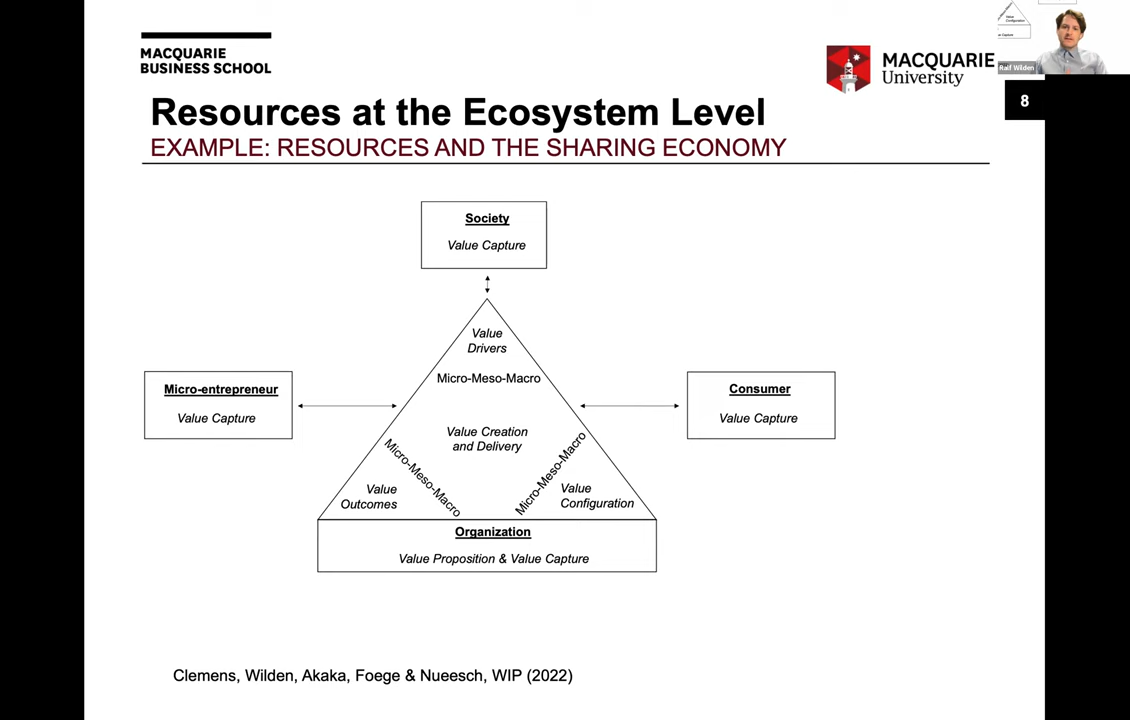 MACQUARIE
BUSINESS SCHOOL
MACQUARIE
University
Ralf Wilden
8
Resources at the Ecosystem Level
EXAMPLE: RESOURCES AND THE SHARING ECONOMY
Society
Value Capture
Value
Drivers
Micro-Meso-Macro
Micro-entrepreneur
Value Capture
Consumer
Value Capture
Value Creation
and Delivery
Micro-Meso-Macro
Micro-Meso-Macro
Value
Outcomes
Value
Configuration
Organization
Value Proposition & Value Capture
Clemens, Wilden, Akaka, Foege & Nueesch, WIP (2022)